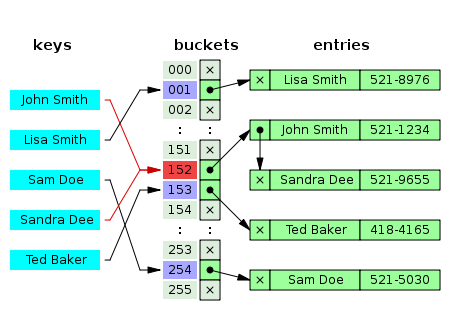 keys
buckets
entries
John Smith
Lisa Smith
Sam Doe
Sandra Dee
Ted Baker
000 ×
001
002 ×
: :
151 ×
152
153
154 ×
: :
253 ×
254
255 ×
× Lisa Smith 521-8976
John Smith 521-1234
× Sandra Dee 521-9655
× Ted Baker 418-4165
× Sam Doe 521-5030